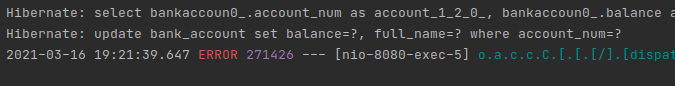 Hibernate: select bankaccoun0_.account_num as account_1_2_0_, bankaccoun0_.balance a
Hibernate: update bank_account set balance=?, full_name=? where account_num=?
2021-03-16 19:21:39.647 ERROR 271426 --- [nio-8080-exec-5] o.a.c.c.C.[.[.[/].[dispat